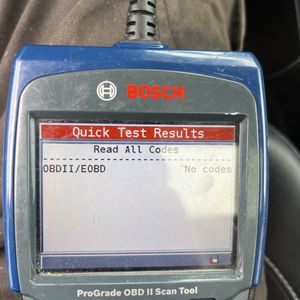 BOSCH
Quick Test Results
Read All Codes
OBDII/EOBD No codes
ProGrade OBD II Scan Tool